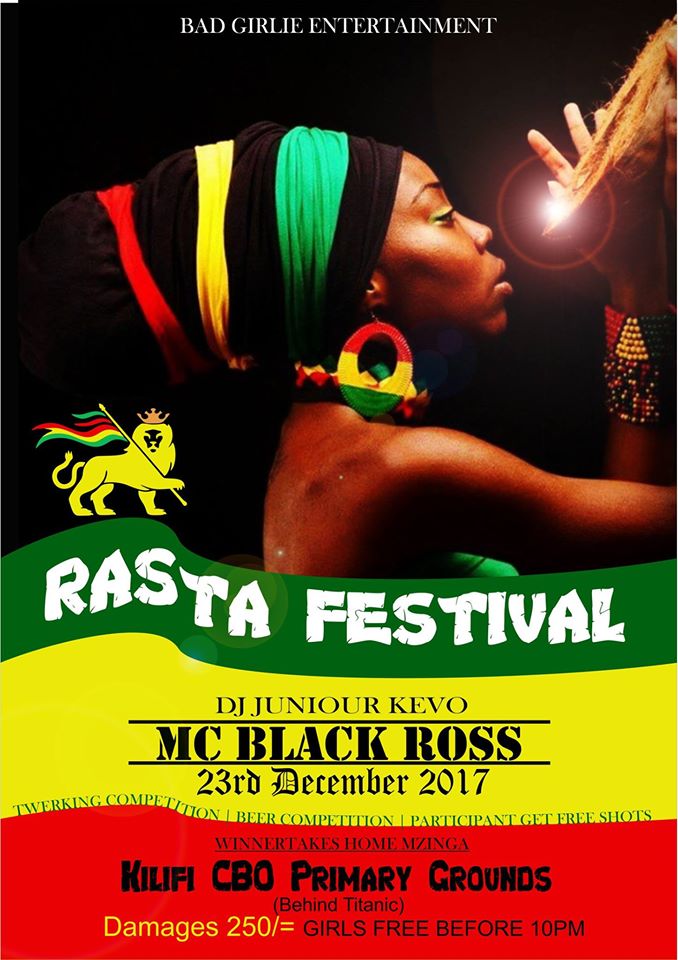 BAD GIRLIE ENTERTAINMENT
RASTA FESTIVAL
DJ JUNIOUR KEVO
MC BLACK ROSS
23rd December 2017
TWERKING COMPETITION | BEER COMPETITION | PARTICIPANT GET FREE SHOTS
WINNERTAKES HOME MZINGA
KILIFI CBO PRIMARY GROUNDS
(Behind Titanic)
Damages 250/= GIRLS FREE BEFORE 10PM